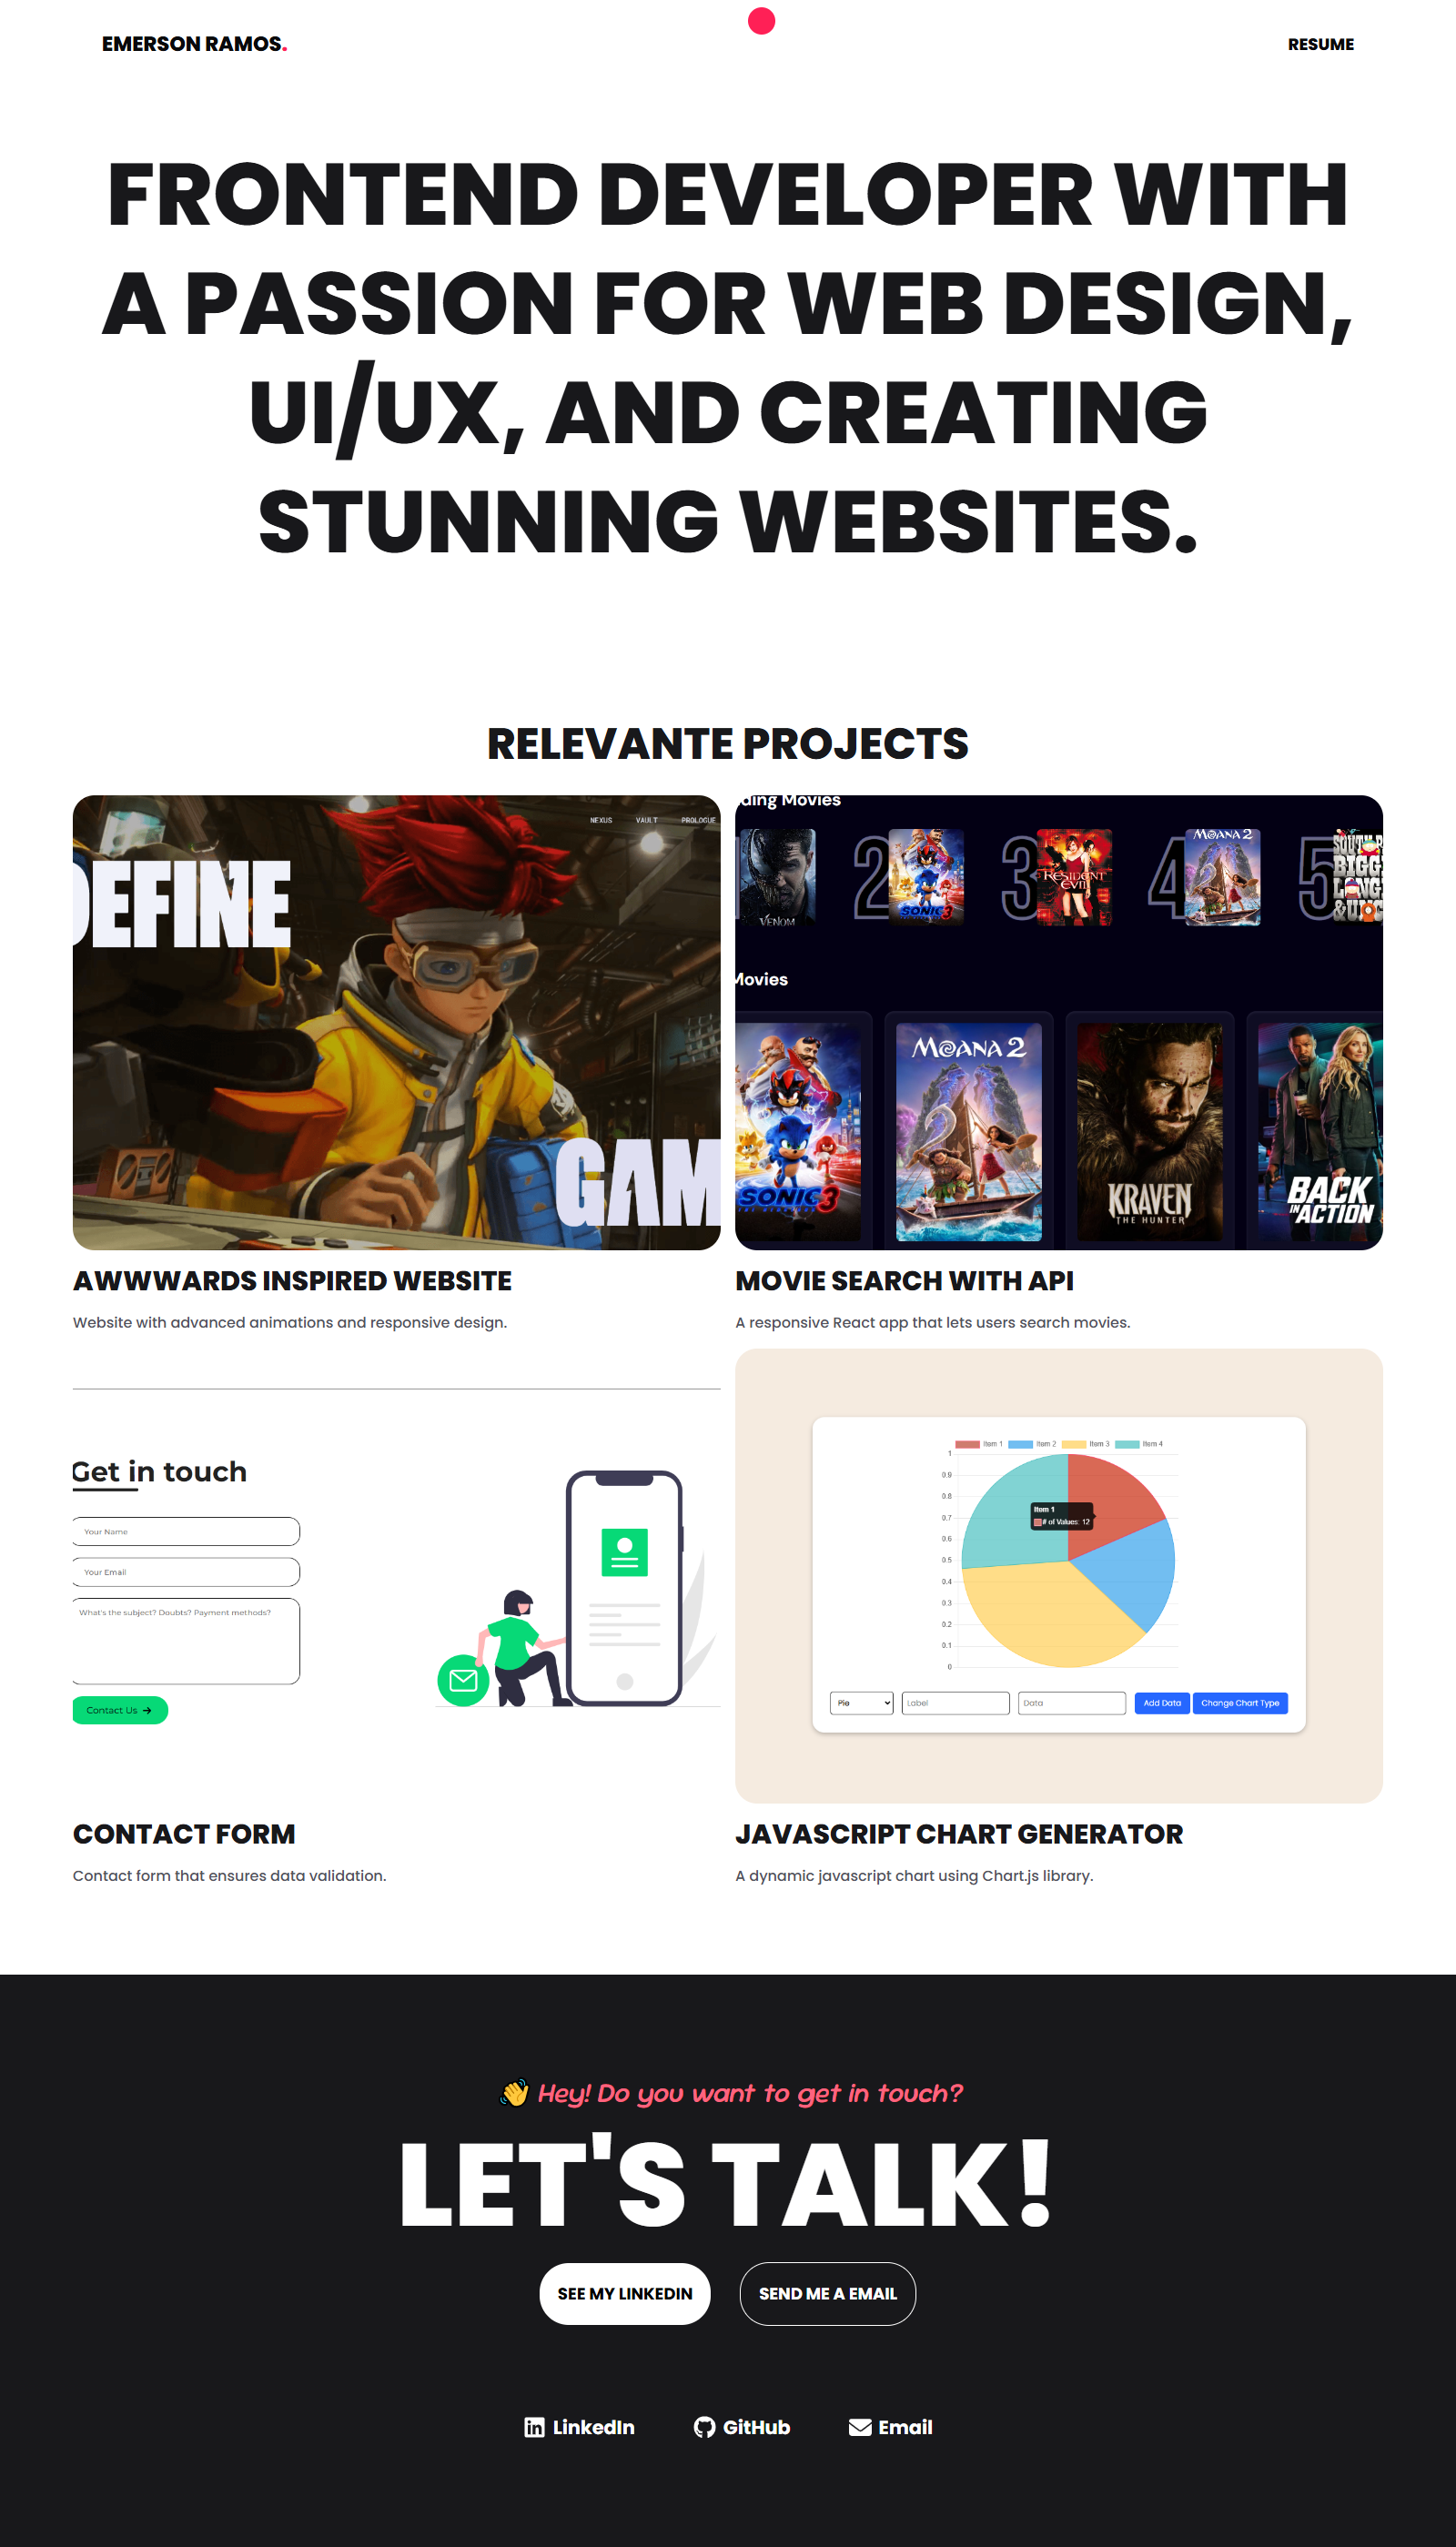 EMERSON RAMOS.
RESUME
FRONTEND DEVELOPER WITH
A PASSION FOR WEB DESIGN,
UI/UX, AND CREATING
STUNNING WEBSITES.
RELEVANTE PROJECTS
NEXUS VAULT PROLOGUE
DEFINE
GAM
AWWWARDS INSPIRED WEBSITE
Website with advanced animations and responsive design.
ding Movies
VENOM
2
SONIC 3
3
RESIDENT EVIL
4
MOANA 2
5
Movies
SONIC 3
MOANA 2
KRAVEN
THE HUNTER
BACK
IN ACTION
MOVIE SEARCH WITH API
A responsive React app that lets users search movies.
Get in touch
Your Name
Your Email
What's the subject? Doubts? Payment methods?
Contact Us
CONTACT FORM
Contact form that ensures data validation.
Item 1 Item 2 Item 3 Item 4
1
0.9
0.8
0.7
0.6
0.5
0.4
0.3
0.2
0.1
0
Item 1
# of Values: 12
Pie Label Data Add Data Change Chart Type
JAVASCRIPT CHART GENERATOR
A dynamic javascript chart using Chart.js library.
👋 Hey! Do you want to get in touch?
LET'S TALK!
SEE MY LINKEDIN
SEND ME A EMAIL
LinkedIn
GitHub
Email